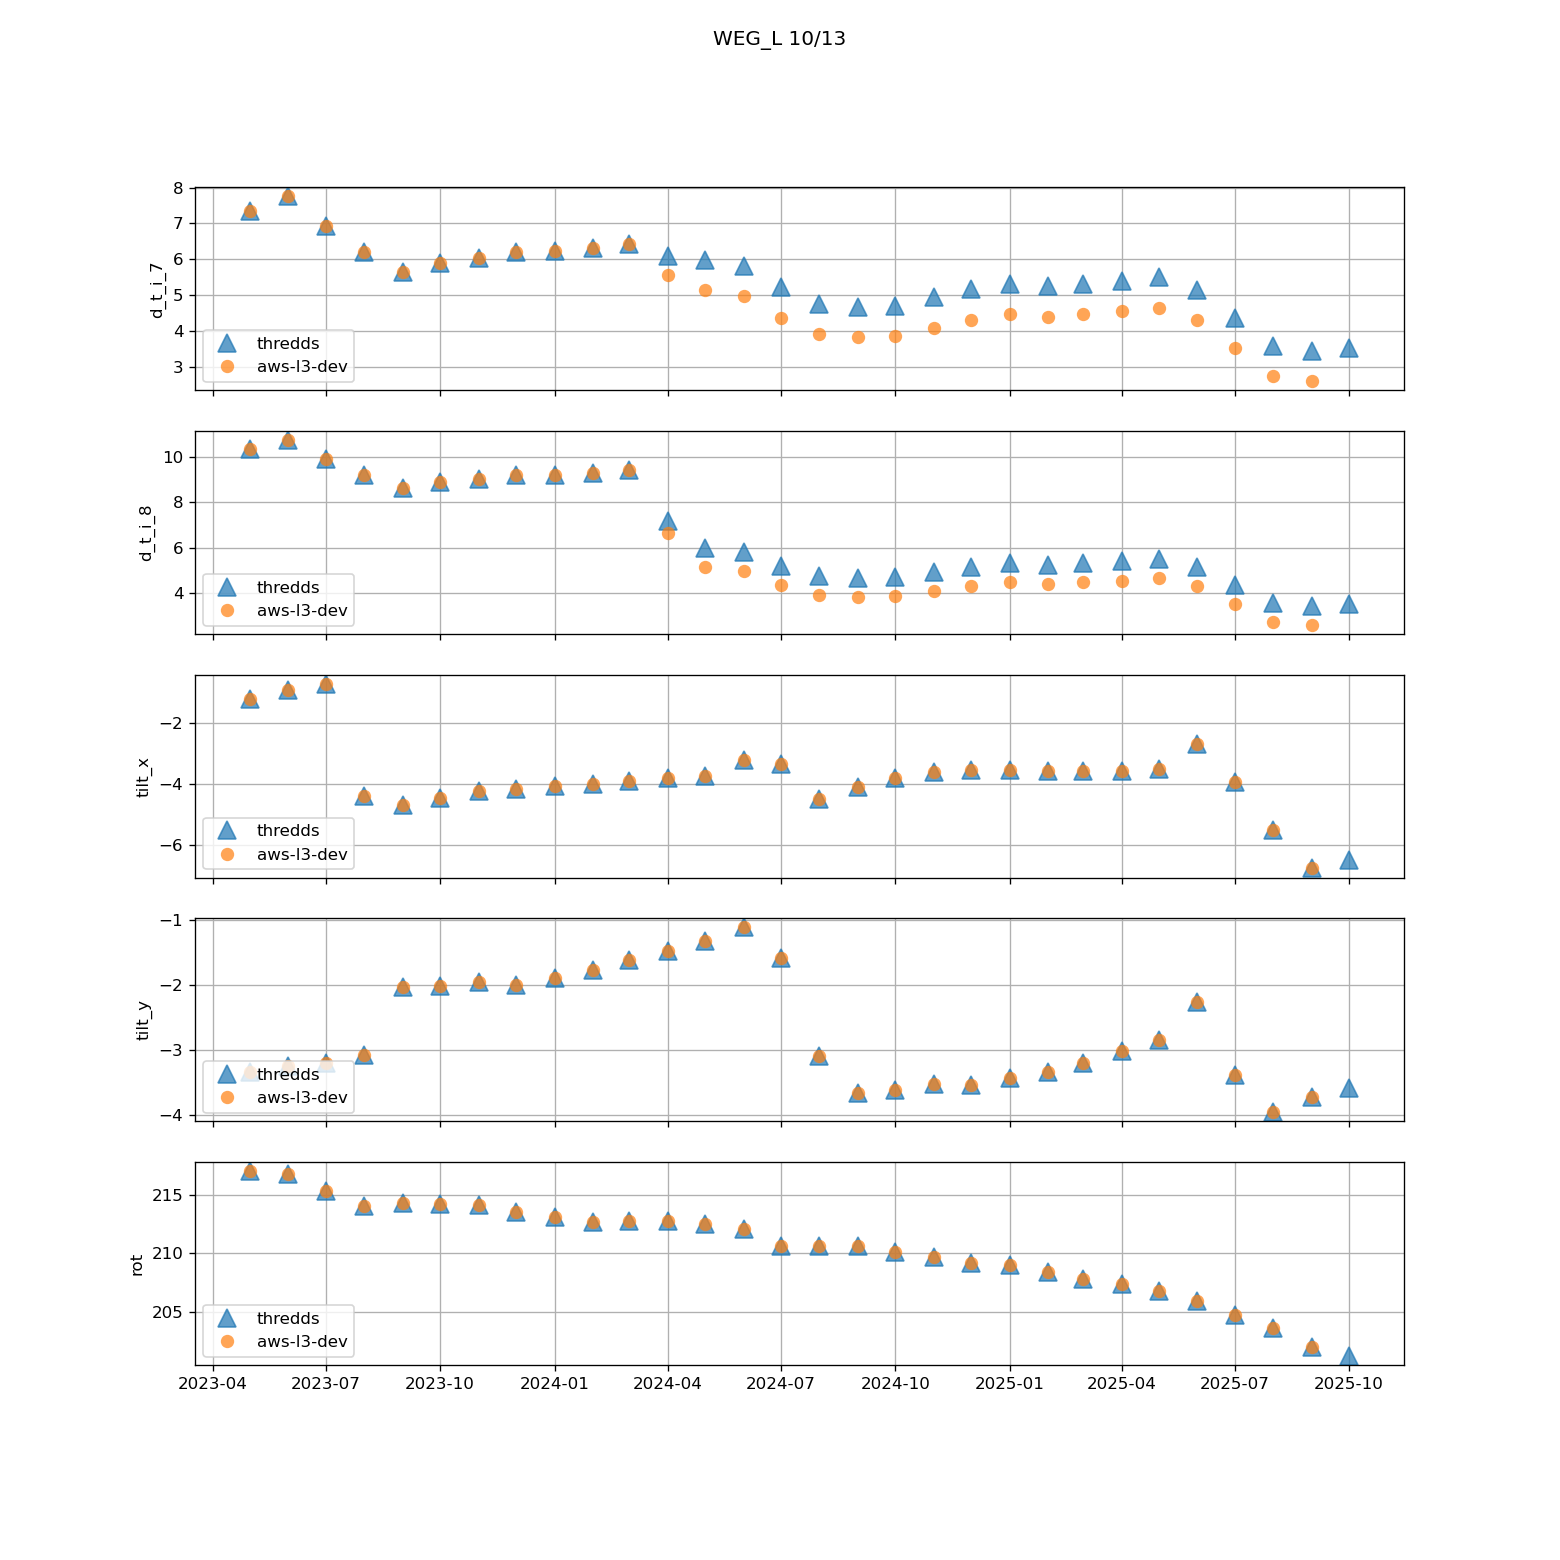 WEG_L 10/13
8
7
6
5
4
3
d_t_i_7
thredds
aws-l3-dev
10
8
6
4
d_t_i_8
thredds
aws-l3-dev
−2
−4
−6
tilt_x
thredds
aws-l3-dev
−1
−2
−3
−4
tilt_y
thredds
aws-l3-dev
215
210
205
rot
thredds
aws-l3-dev
2023-04 2023-07 2023-10 2024-01 2024-04 2024-07 2024-10 2025-01 2025-04 2025-07 2025-10